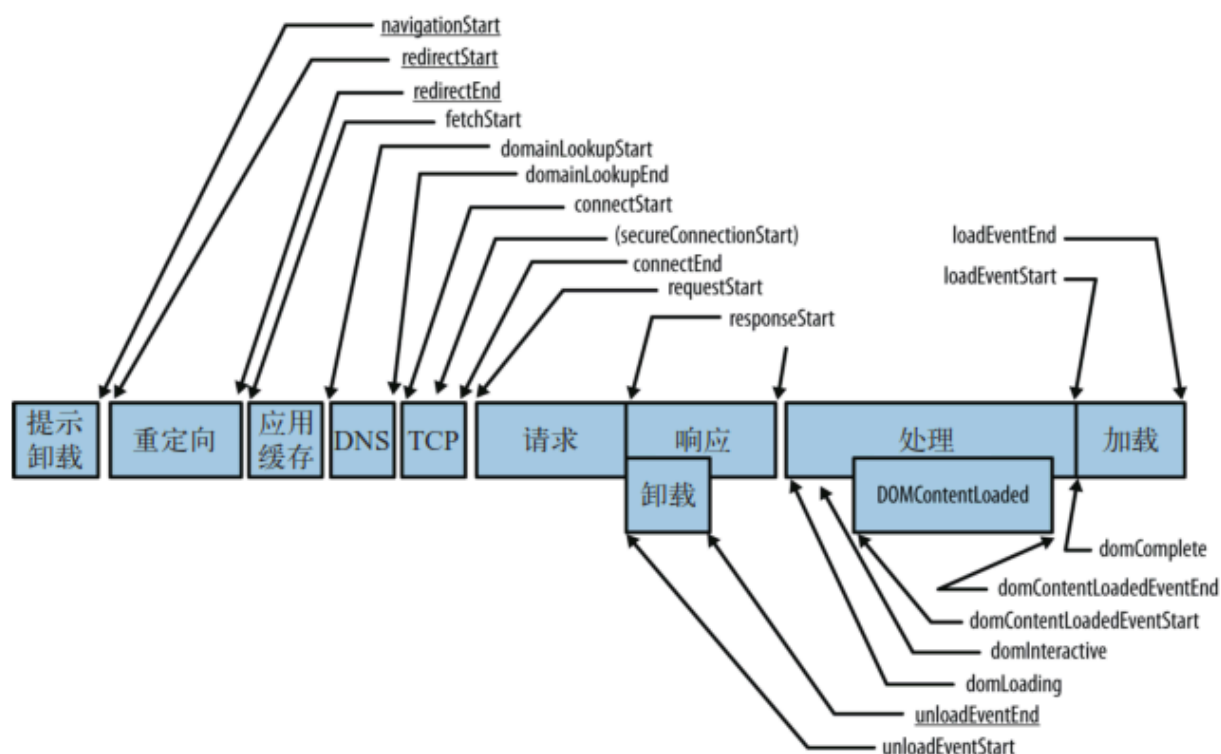 navigationStart
redirectStart
redirectEnd
fetchStart
domainLookupStart
domainLookupEnd
connectStart
(secureConnectionStart)
loadEventEnd
connectEnd
loadEventStart
requestStart
responseStart
提示
卸载
重定向
应用
缓存
DNS
TCP
请求
响应
处理
加载
卸载
DOMContentLoaded
domComplete
domContentLoadedEventEnd
domContentLoadedEventStart
domInteractive
domLoading
unloadEventEnd
unloadEventStart